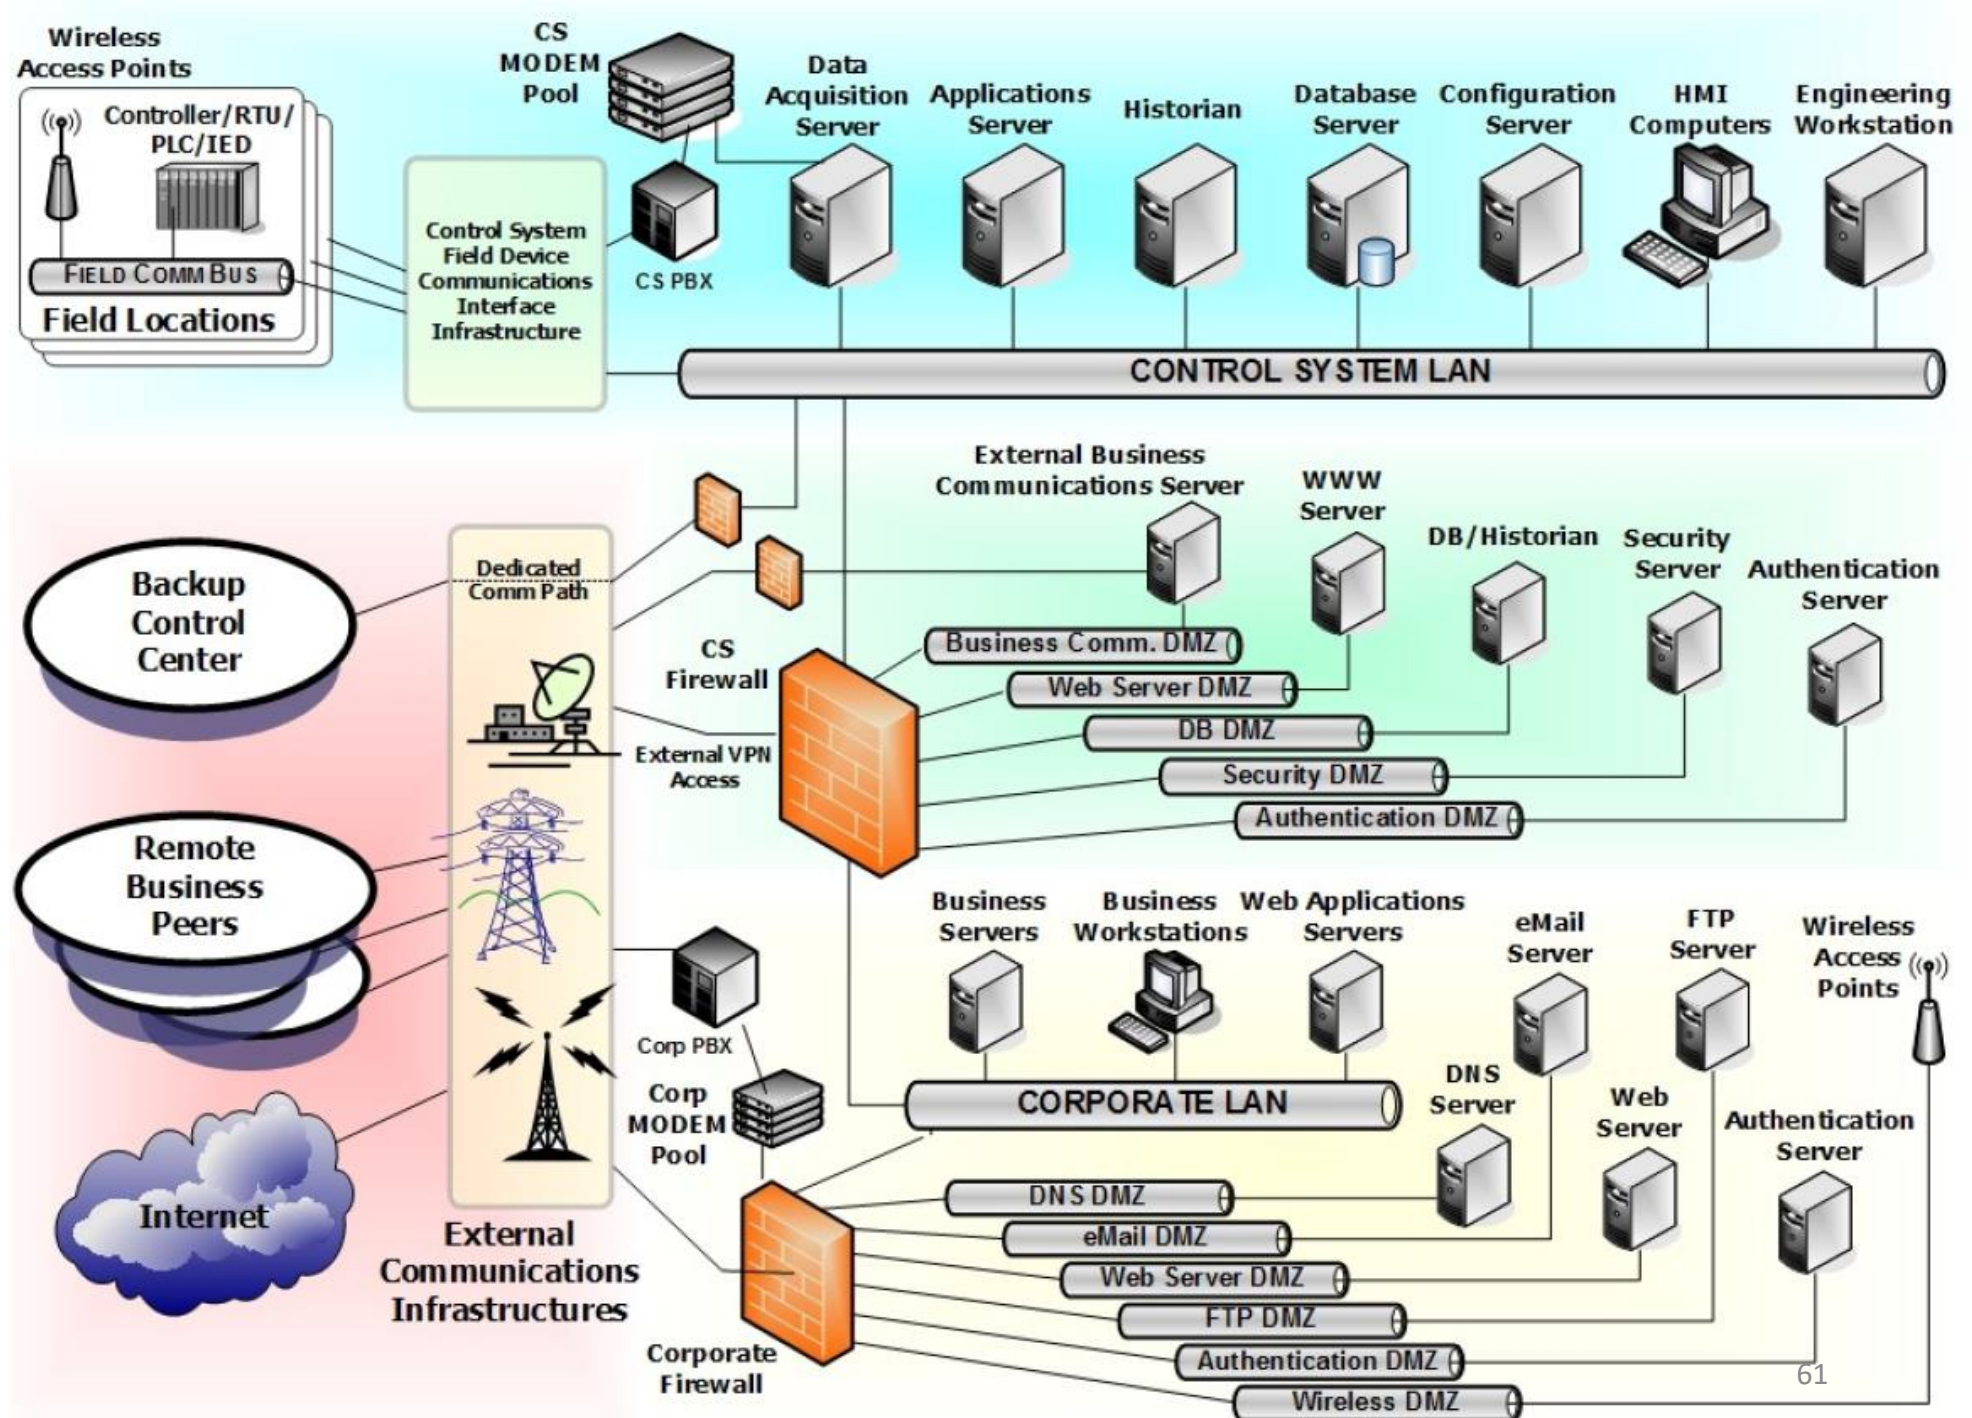 Wireless
Access Points
Controller/RTU/
PLC/IED
FIELD COMM BUS
Field Locations
CS
MODEM
Pool
Control System
Field Device
Communications
Interface
Infrastructure
CS PBX
Data
Acquisition
Server
Applications
Server
Historian
Database
Server
Configuration
Server
HMI
Computers
Engineering
Workstation
CONTROL SYSTEM LAN
External Business
Communications Server
WWW
Server
DB/Historian
Security
Server
Authentication
Server
Backup
Control
Center
Dedicated
Comm Path
CS
Firewall
External VPN
Access
Business Comm. DMZ
Web Server DMZ
DB DMZ
Security DMZ
Authentication DMZ
Remote
Business
Peers
Internet
External
Communications
Infrastructures
Corp PBX
Corp
MODEM
Pool
Business
Servers
Business
Workstations
Web Applications
Servers
eMail
Server
FTP
Server
Wireless
Access
Points
CORPORATE LAN
DNS
Server
Web
Server
Authentication
Server
Corporate
Firewall
DNS DMZ
eMail DMZ
Web Server DMZ
FTP DMZ
Authentication DMZ
Wireless DMZ
61